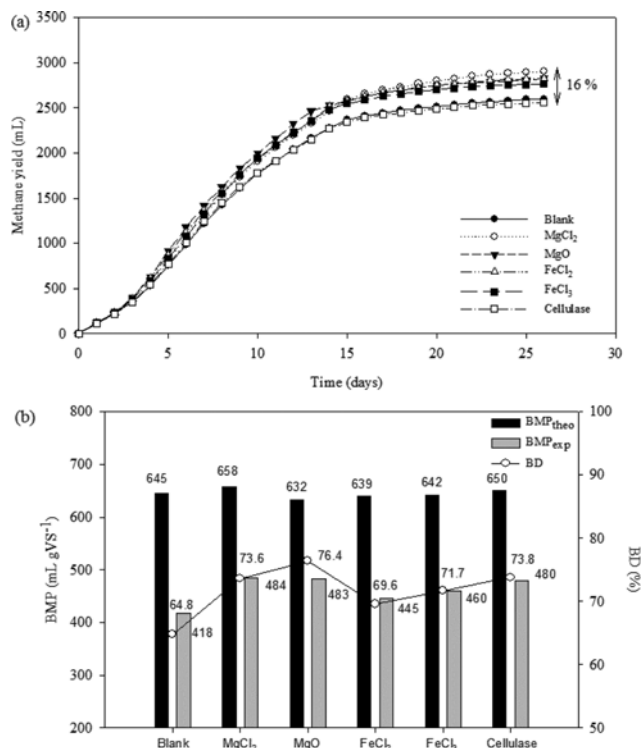 (a)
3500
3000
2500
2000
1500
1000
500
0
Methane yield (mL)
16 %
Blank
MgCl2
MgO
FeCl2
FeCl3
Cellulase
0 5 10 15 20 25 30
Time (days)
(b)
800
700
600
500
400
300
200
BMP (mL gVS-1)
100
90
80
70
60
50
BD (%)
BMPtheo
BMPexp
BD
645 658 632 639 642 650
64.8 73.6 76.4 69.6 71.7 73.8
418 484 483 445 460 480
Blank MgCl2 MgO Cellulase